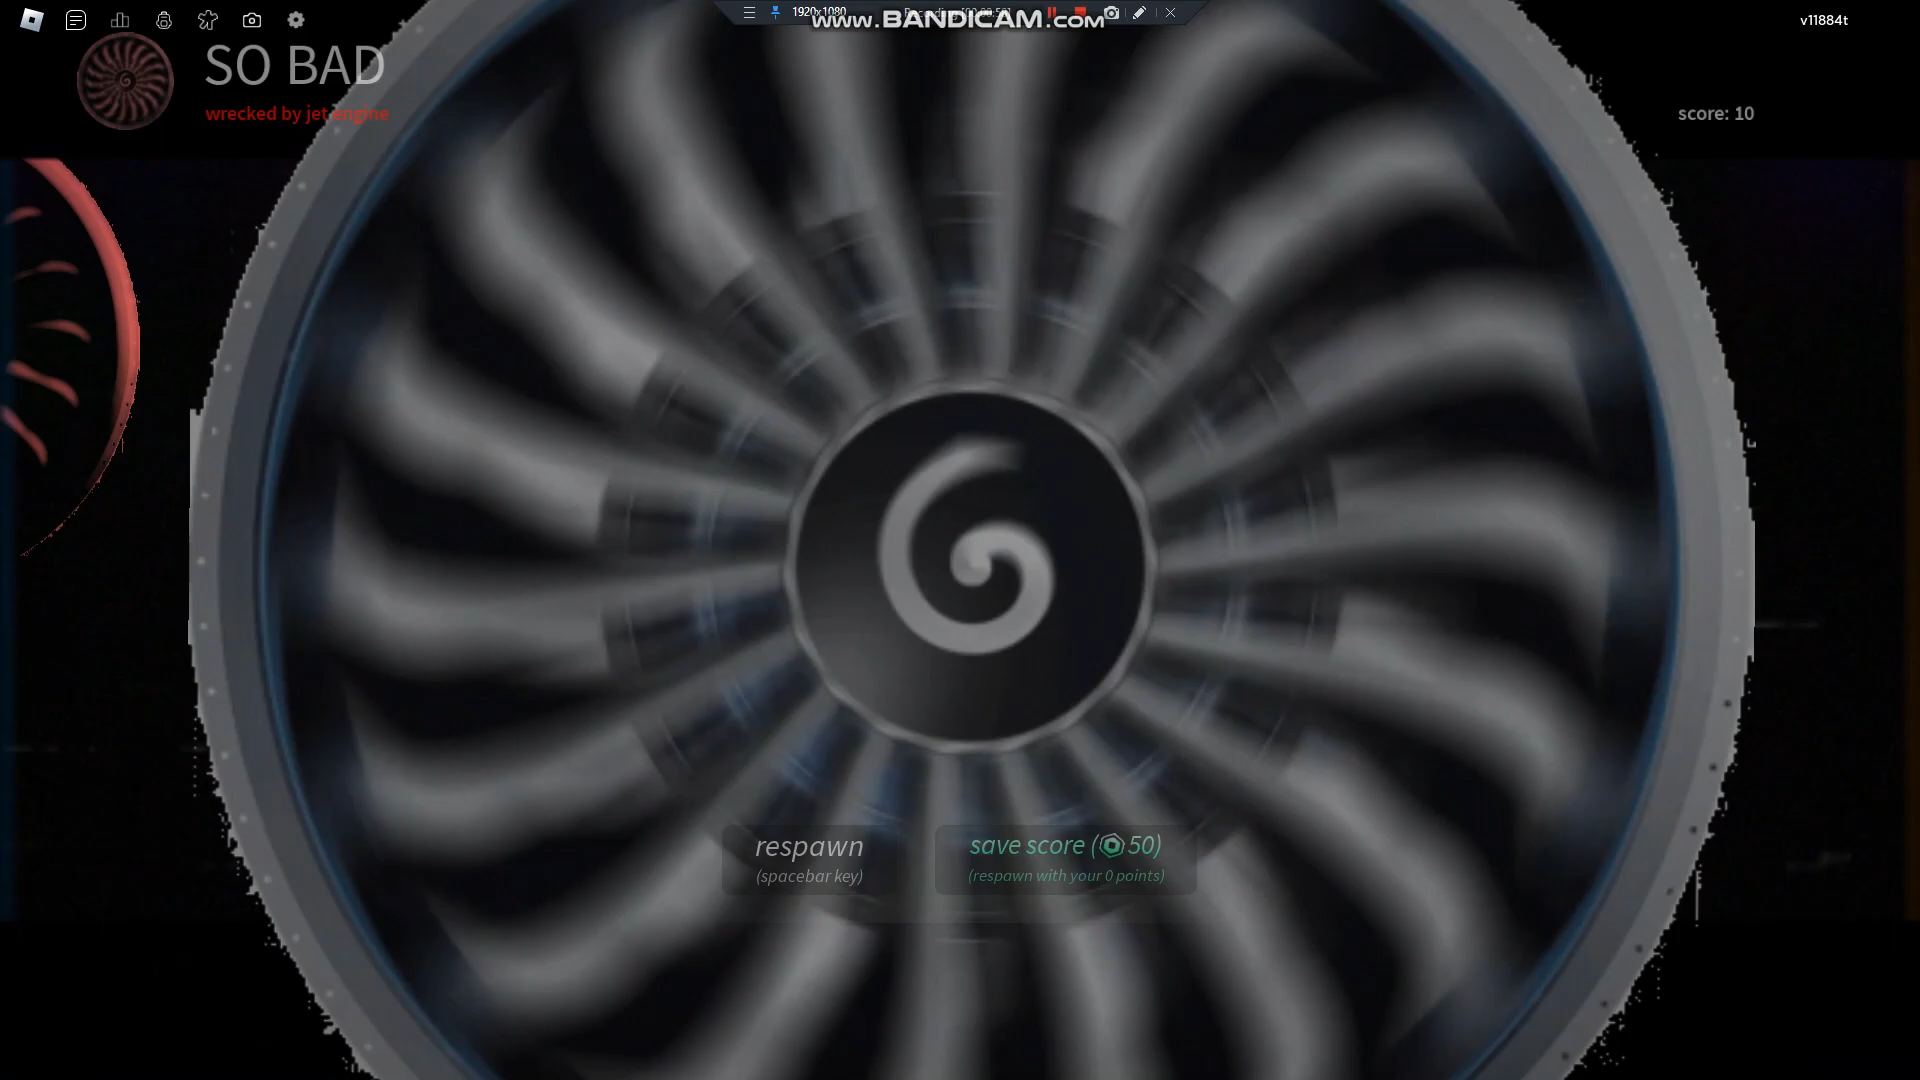 1920x1080
www.BANDICAM.com
v11884t
SO BAD
wrecked by jet engine
score: 10
respawn
(spacebar key)
save score (50)
(respawn with your 0 points)